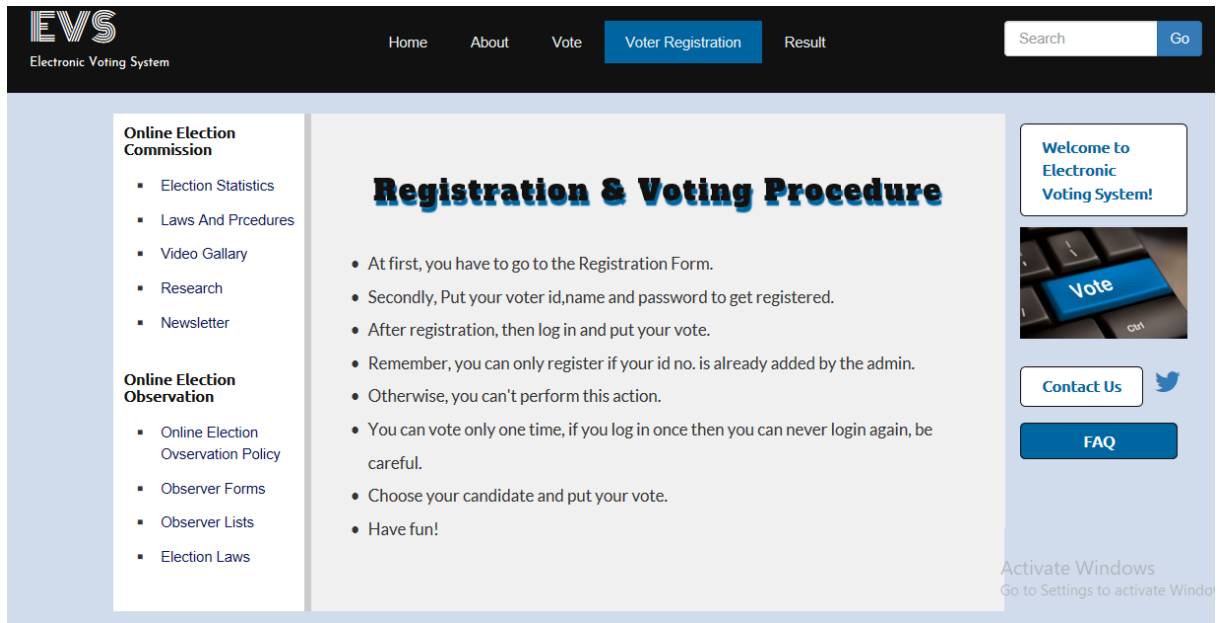 EVS
Electronic Voting System
Home About Vote Voter Registration Result
Search Go
Online Election
Commission
Election Statistics
Laws And Prcedures
Video Gallary
Research
Newsletter
Online Election
Observation
Online Election
Ovservation Policy
Observer Forms
Observer Lists
Election Laws
Registration & Voting Procedure
• At first, you have to go to the Registration Form.
• Secondly, Put your voter id,name and password to get registered.
• After registration, then log in and put your vote.
• Remember, you can only register if your id no. is already added by the admin.
• Otherwise, you can't perform this action.
• You can vote only one time, if you log in once then you can never login again, be
careful.
• Choose your candidate and put your vote.
• Have fun!
Welcome to
Electronic
Voting System!
Vote
Ctrl
Contact Us
FAQ
Activate Windows
Go to Settings to activate Windo